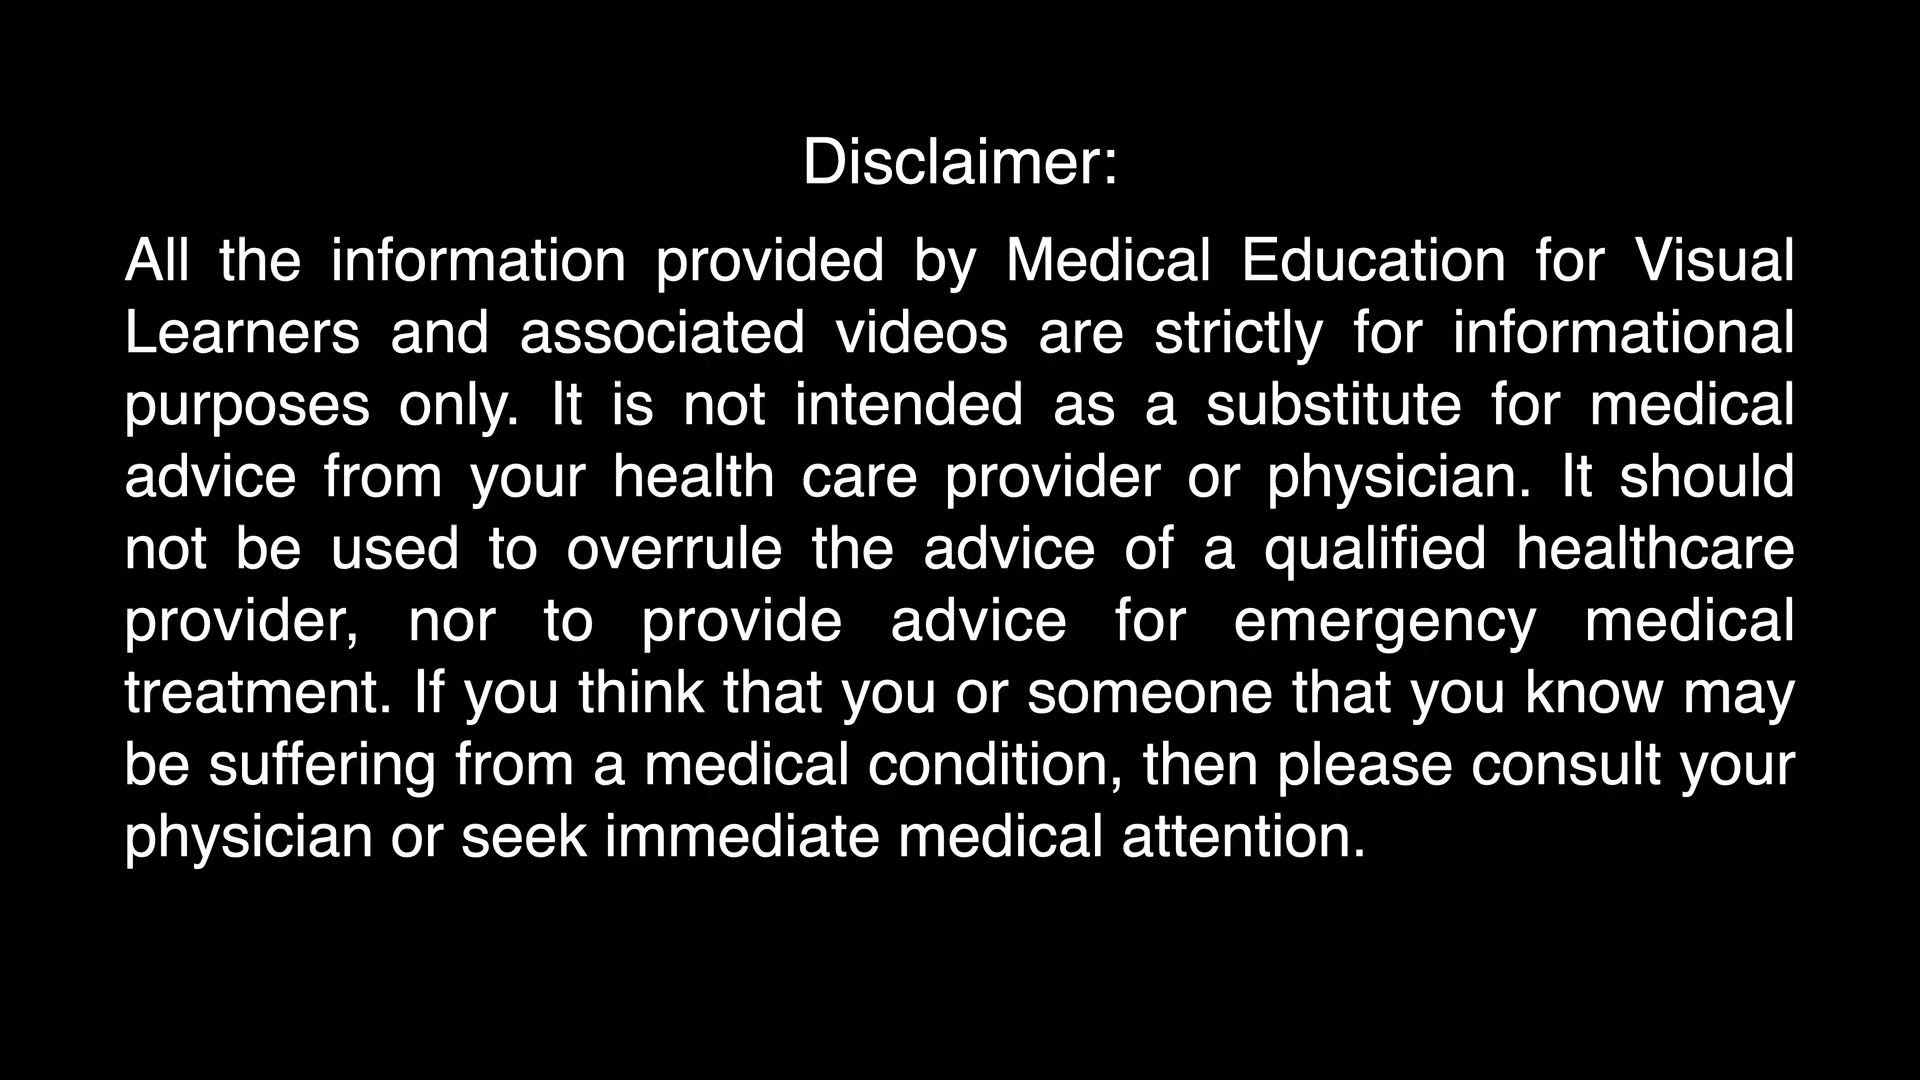 Disclaimer:
All the information provided by Medical Education for Visual
Learners and associated videos are strictly for informational
purposes only. It is not intended as a substitute for medical
advice from your health care provider or physician. It should
not be used to overrule the advice of a qualified healthcare
provider, nor to provide advice for emergency medical
treatment. If you think that you or someone that you know may
be suffering from a medical condition, then please consult your
physician or seek immediate medical attention.